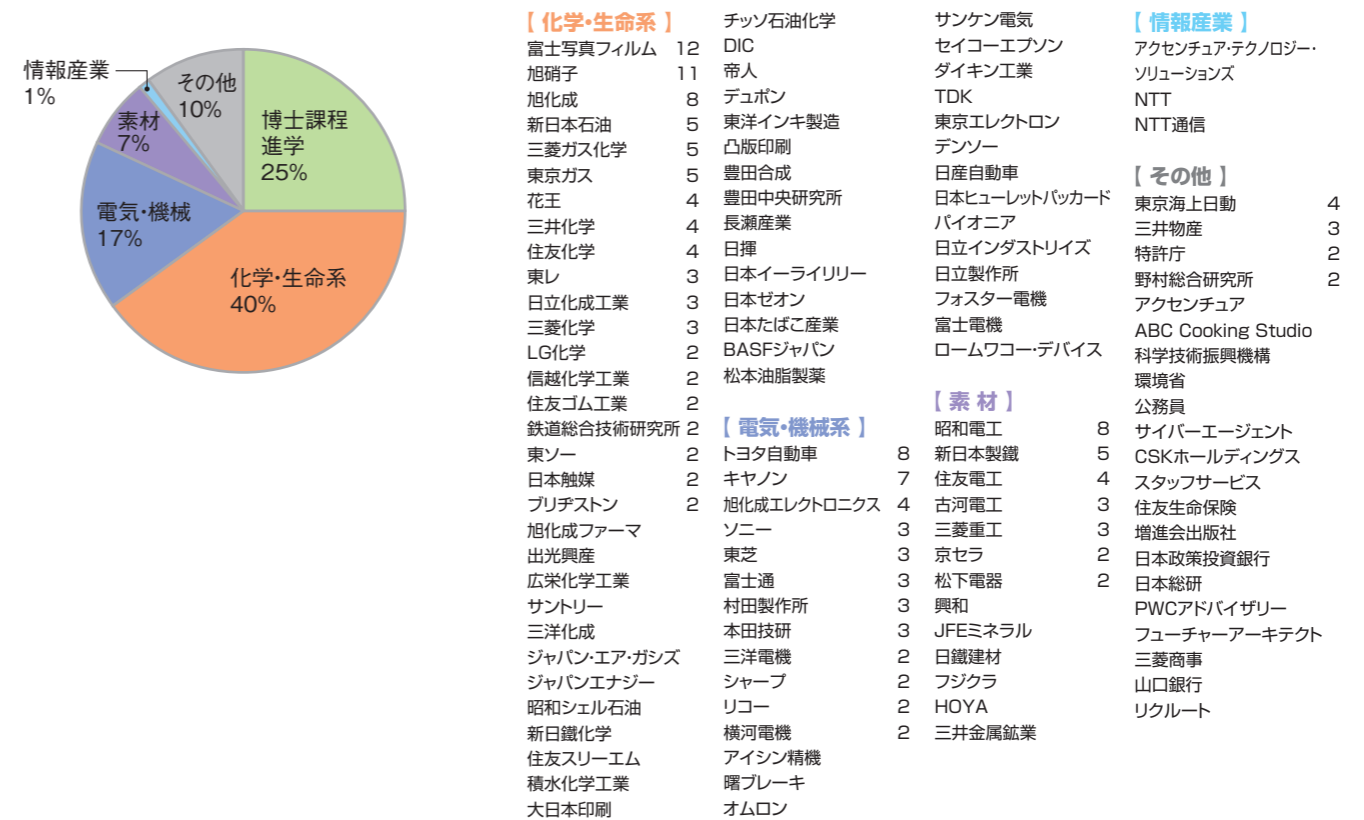 情報産業
1%
その他
10%
素材
7%
博士課程
進学
25%
電気・機械
17%
化学・生命系
40%
【 化学・生命系 】
富士写真フィルム 12
旭硝子 11
旭化成 8
新日本石油 5
三菱ガス化学 5
東京ガス 5
花王 4
三井化学 4
住友化学 4
東レ 3
日立化成工業 3
三菱化学 3
LG化学 2
信越化学工業 2
住友ゴム工業 2
鉄道総合技術研究所 2
東ソー 2
日本触媒 2
ブリヂストン 2
旭化成ファーマ
出光興産
広栄化学工業
サントリー
三洋化成
ジャパン・エア・ガシズ
ジャパンエナジー
昭和シェル石油
新日鐵化学
住友スリーエム
積水化学工業
大日本印刷
チッソ石油化学
DIC
帝人
デュポン
東洋インキ製造
凸版印刷
豊田合成
豊田中央研究所
長瀬産業
日揮
日本イーライリリー
日本ゼオン
日本たばこ産業
BASFジャパン
松本油脂製薬
【 電気・機械系 】
トヨタ自動車 8
キヤノン 7
旭化成エレクトロニクス 4
ソニー 3
東芝 3
富士通 3
村田製作所 3
本田技研 3
三洋電機 2
シャープ 2
リコー 2
横河電機 2
アイシン精機
曙ブレーキ
オムロン
サンケン電気
セイコーエプソン
ダイキン工業
TDK
東京エレクトロン
デンソー
日産自動車
日本ヒューレットパッカード
パイオニア
日立インダストリイズ
日立製作所
フォスター電機
富士電機
ロームワコー・デバイス
【 素 材 】
昭和電工 8
新日本製鐵 5
住友電工 4
古河電工 3
三菱重工 3
京セラ 2
松下電器 2
興和
JFEミネラル
日鐵建材
フジクラ
HOYA
三井金属鉱業
【 情報産業 】
アクセンチュア・テクノロジー・
ソリューションズ
NTT
NTT通信
【 その他 】
東京海上日動 4
三井物産 3
特許庁 2
野村総合研究所 2
アクセンチュア
ABC Cooking Studio
科学技術振興機構
環境省
公務員
サイバーエージェント
CSKホールディングス
スタッフサービス
住友生命保険
増進会出版社
日本政策投資銀行
日本総研
PWCアドバイザリー
フューチャーアーキテクト
三菱商事
山口銀行
リクルート